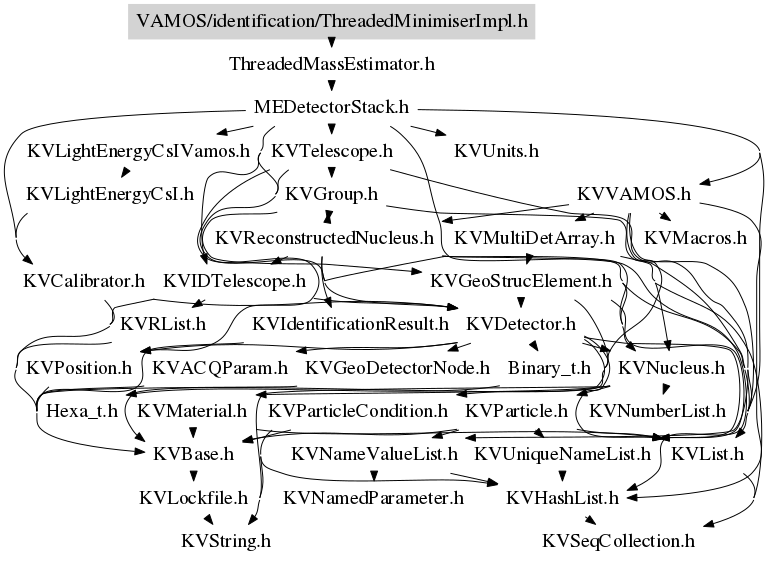 VAMOS/identification/ThreadedMinimiserImpl.h
ThreadedMassEstimator.h
MEDetectorStack.h
KVLightEnergyCsIVamos.h
KVTelescope.h
KVUnits.h
KVLightEnergyCsI.h
KVGroup.h
KVVAMOS.h
KVReconstructedNucleus.h
KVMultiDetArray.h
KVMacros.h
KVCalibrator.h
KVIDTelescope.h
KVGeoStrucElement.h
KVRList.h
KVIdentificationResult.h
KVDetector.h
KVPosition.h
KVACQParam.h
KVGeoDetectorNode.h
Binary_t.h
KVNucleus.h
Hexa_t.h
KVMaterial.h
KVParticleCondition.h
KVParticle.h
KVNumberList.h
KVBase.h
KVNameValueList.h
KVUniqueNameList.h
KVList.h
KVLockfile.h
KVNamedParameter.h
KVHashList.h
KVString.h
KVSeqCollection.h